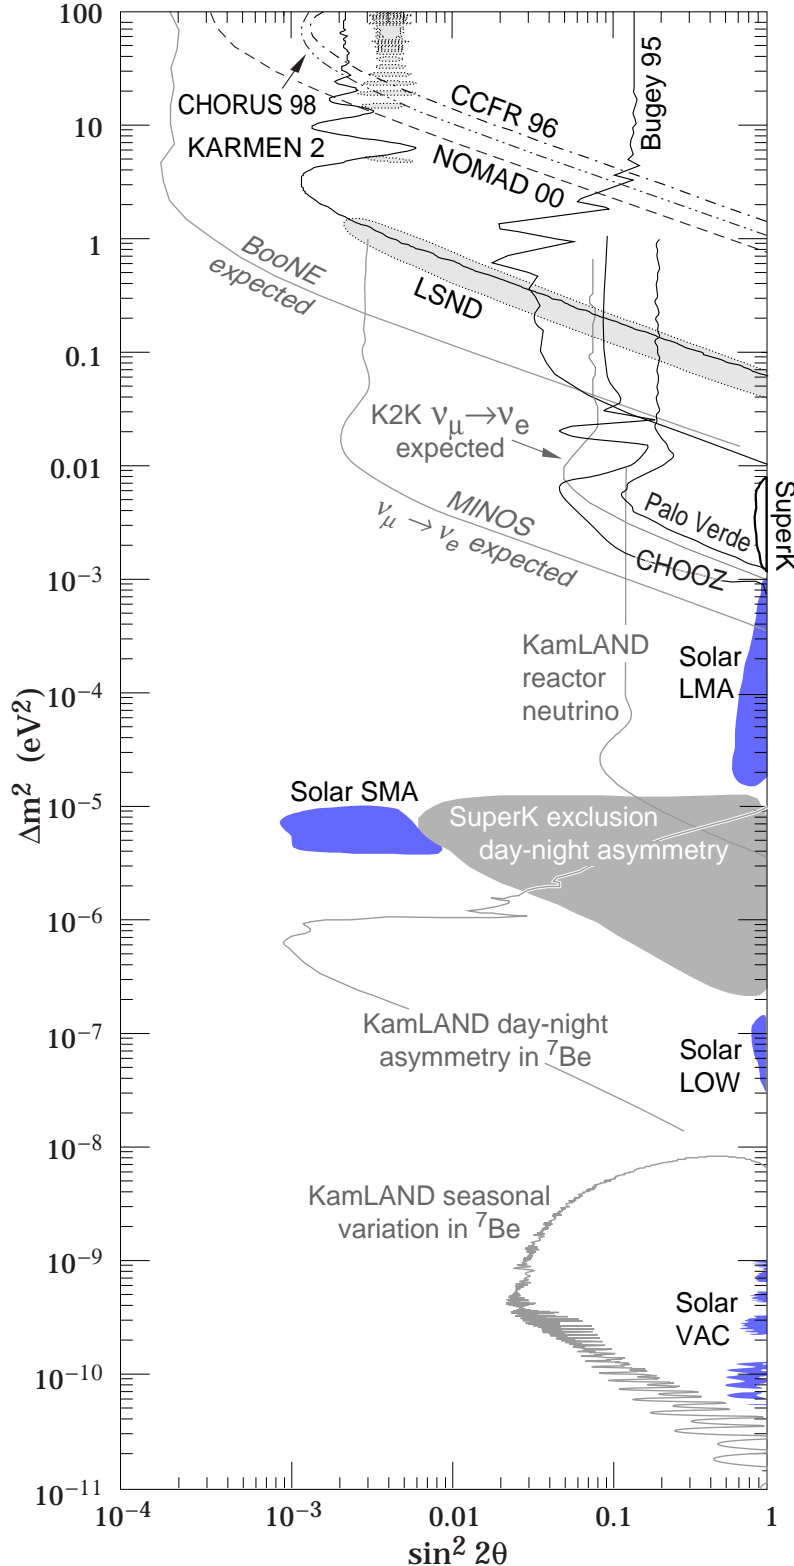 100
10
1
0.1
0.01
10⁻³
10⁻⁴
10⁻⁵
10⁻⁶
10⁻⁷
10⁻⁸
10⁻⁹
10⁻¹⁰
10⁻¹¹
Δm² (eV²)
CHORUS 98
KARMEN 2
CCFR 96
NOMAD 00
Bugey 95
BooNE
expected
LSND
K2K νμ→νe
expected
MINOS
νμ → νe expected
Palo Verde
CHOOZ
SuperK
KamLAND
reactor
neutrino
Solar
LMA
Solar SMA
SuperK exclusion
day-night asymmetry
KamLAND day-night
asymmetry in ⁷Be
Solar
LOW
KamLAND seasonal
variation in ⁷Be
Solar
VAC
10⁻⁴
10⁻³
0.01
0.1
1
sin² 2θ